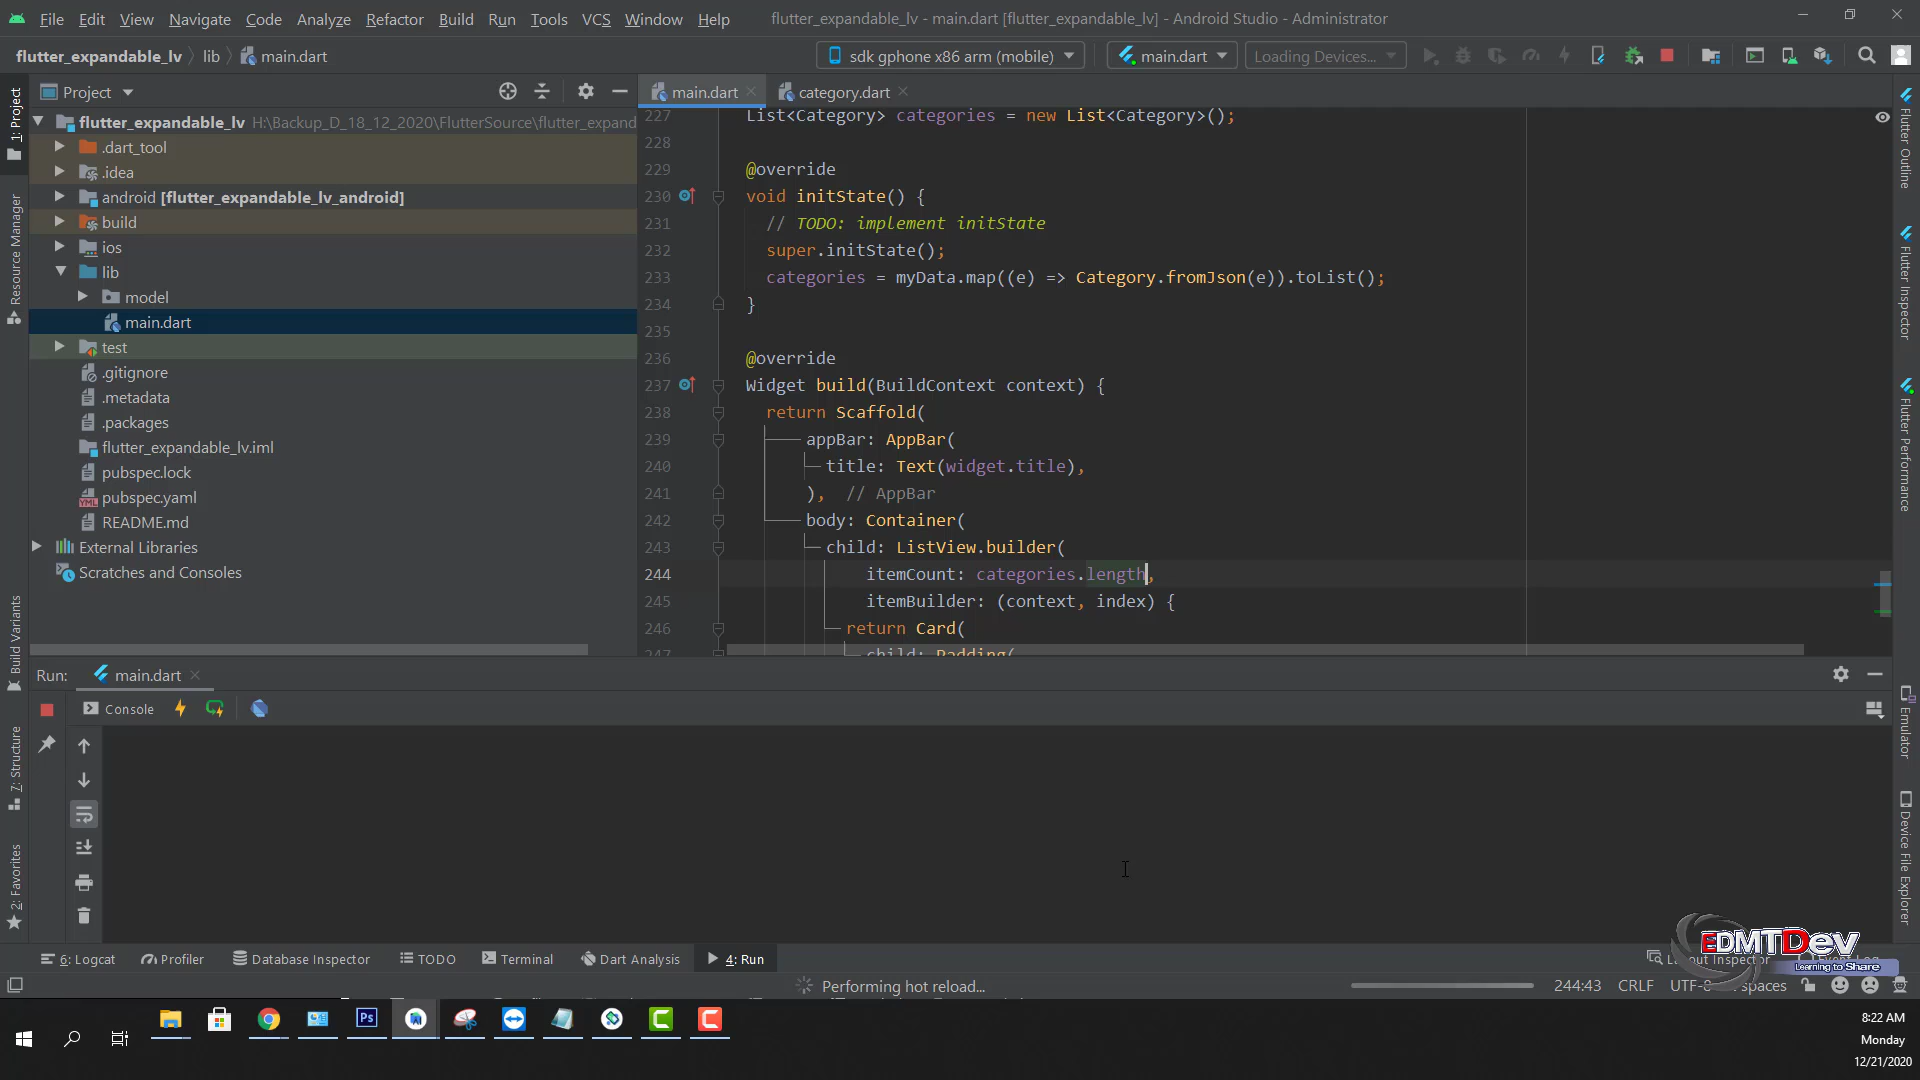 File Edit View Navigate Code Analyze Refactor Build Run Tools VCS Window Help flutter_expandable_lv - main.dart [flutter_expandable_lv] - Android Studio - Administrator
flutter_expandable_lv lib main.dart sdk gphone x86 arm (mobile) main.dart Loading Devices...
Project main.dart category.dart
flutter_expandable_lv H:\Backup_D_18_12_2020\FlutterSource\flutter_expand
.dart_tool
.idea
android [flutter_expandable_lv_android]
build
ios
lib
model
main.dart
test
.gitignore
.metadata
.packages
flutter_expandable_lv.iml
pubspec.lock
pubspec.yaml
README.md
External Libraries
Scratches and Consoles
1: Project
Resource Manager
Build Variants
7: Structure
2: Favorites
227 List<Category> categories = new List<Category>();
228
229 @override
230 void initState() {
231 // TODO: implement initState
232 super.initState();
233 categories = myData.map((e) => Category.fromJson(e)).toList();
234 }
235
236 @override
237 Widget build(BuildContext context) {
238 return Scaffold(
239 appBar: AppBar(
240 title: Text(widget.title),
241 ), // AppBar
242 body: Container(
243 child: ListView.builder(
244 itemCount: categories.length,
245 itemBuilder: (context, index) {
246 return Card(
247 child: Padding(
Flutter Outline
Flutter Inspector
Flutter Performance
Emulator
Device File Explorer
Run: main.dart
Console
6: Logcat Profiler Database Inspector TODO Terminal Dart Analysis 4: Run
EDMTDev
Learning to Share
Performing hot reload... 244:43 CRLF spaces
Ps
8:22 AM
Monday
12/21/2020